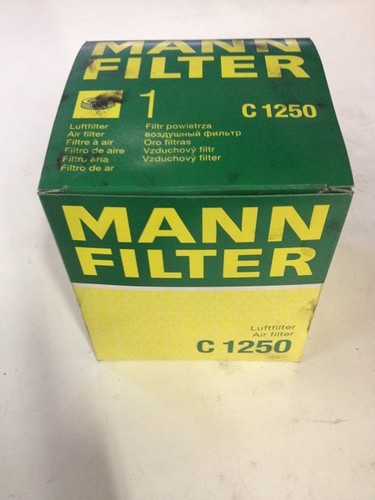 MANN
FILTER
1
C 1250
Luftfilter
Air filter
Filtre à air
Filtro de aire
Filtro aria
Filtro de ar
Filtr powietrza
воздушный фильтр
Oro filtras
Vzduchový filtr
Vzduchový filter
MANN
FILTER
Luftfilter
Air filter
C 1250